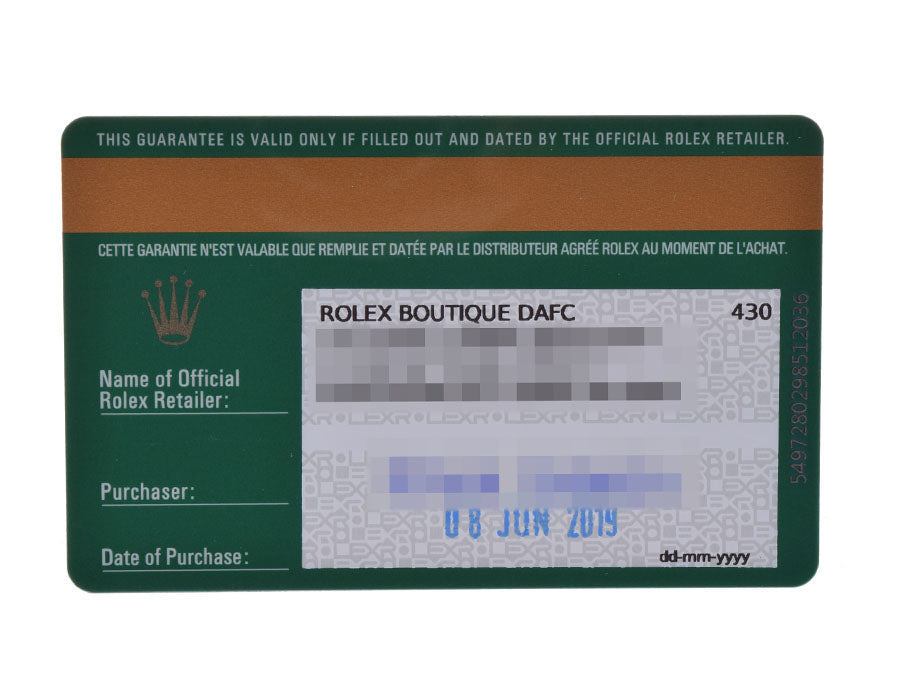 THIS GUARANTEE IS VALID ONLY IF FILLED OUT AND DATED BY THE OFFICIAL ROLEX RETAILER.
CETTE GARANTIE N'EST VALABLE QUE REMPLIE ET DATÉE PAR LE DISTRIBUTEUR AGRÉÉ ROLEX AU MOMENT DE L'ACHAT.
ROLEX BOUTIQUE DAFC 430
Name of Official
Rolex Retailer:
Purchaser:
08 JUN 2019
Date of Purchase:
dd-mm-yyyy
5497280298512036